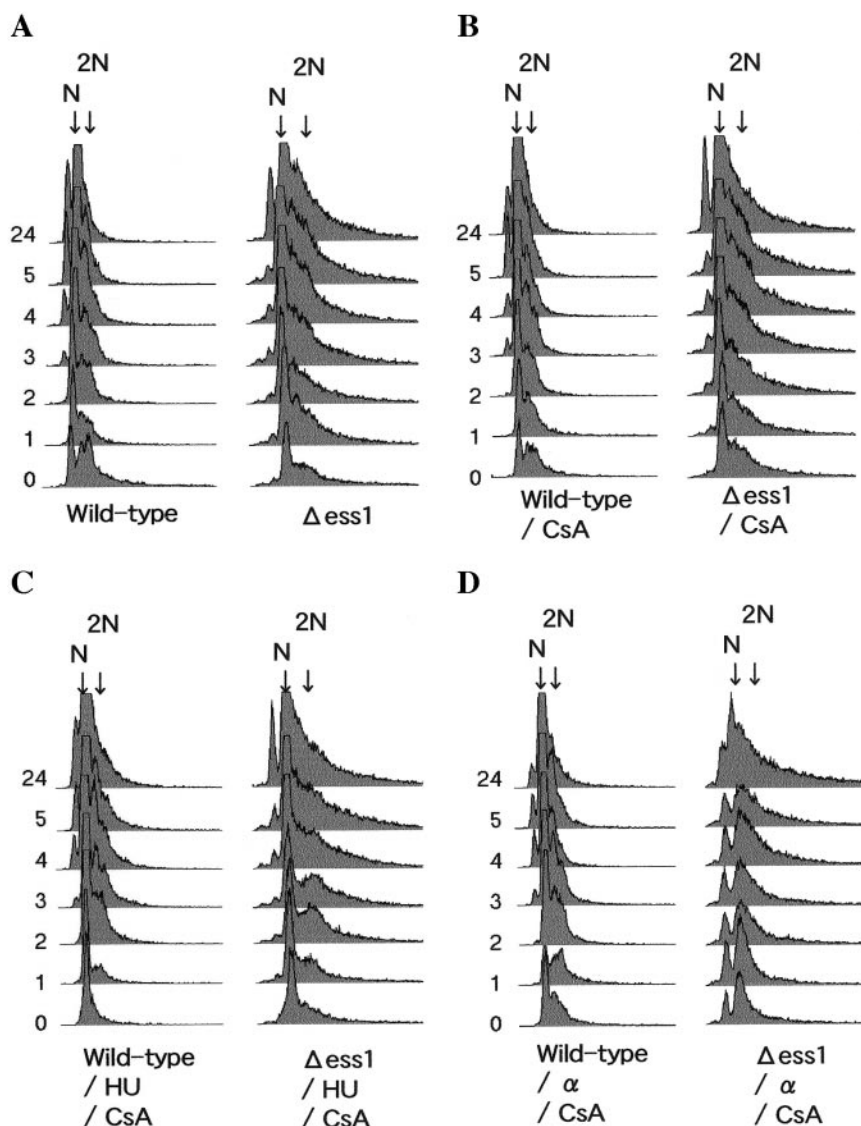 A
2N
N
24
5
4
3
2
1
0
Wild-type
2N
N
Δess1
B
2N
N
24
5
4
3
2
1
0
Wild-type
/ CsA
2N
N
Δess1
/ CsA
C
2N
N
24
5
4
3
2
1
0
Wild-type
/ HU
/ CsA
2N
N
Δess1
/ HU
/ CsA
D
2N
N
24
5
4
3
2
1
0
Wild-type
/ α
/ CsA
2N
N
Δess1
/ α
/ CsA